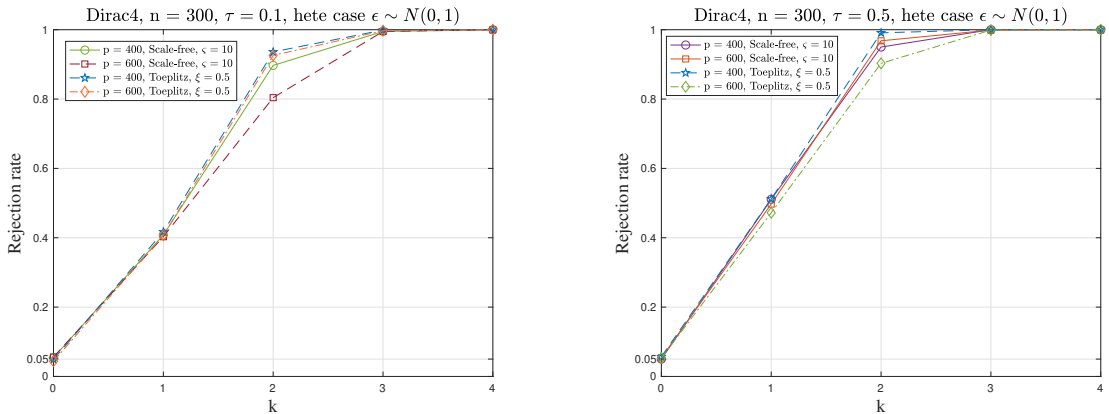 Dirac4, n = 300, τ = 0.1, hete case ϵ ∼ N(0, 1)
1
0.8
0.6
0.4
0.2
0.05
0
Rejection rate
p = 400, Scale-free, ς = 10
p = 600, Scale-free, ς = 10
p = 400, Toeplitz, ξ = 0.5
p = 600, Toeplitz, ξ = 0.5
0 1 2 3 4
k
Dirac4, n = 300, τ = 0.5, hete case ϵ ∼ N(0, 1)
1
0.8
0.6
0.4
0.2
0.05
0
Rejection rate
p = 400, Scale-free, ς = 10
p = 600, Scale-free, ς = 10
p = 400, Toeplitz, ξ = 0.5
p = 600, Toeplitz, ξ = 0.5
0 1 2 3 4
k